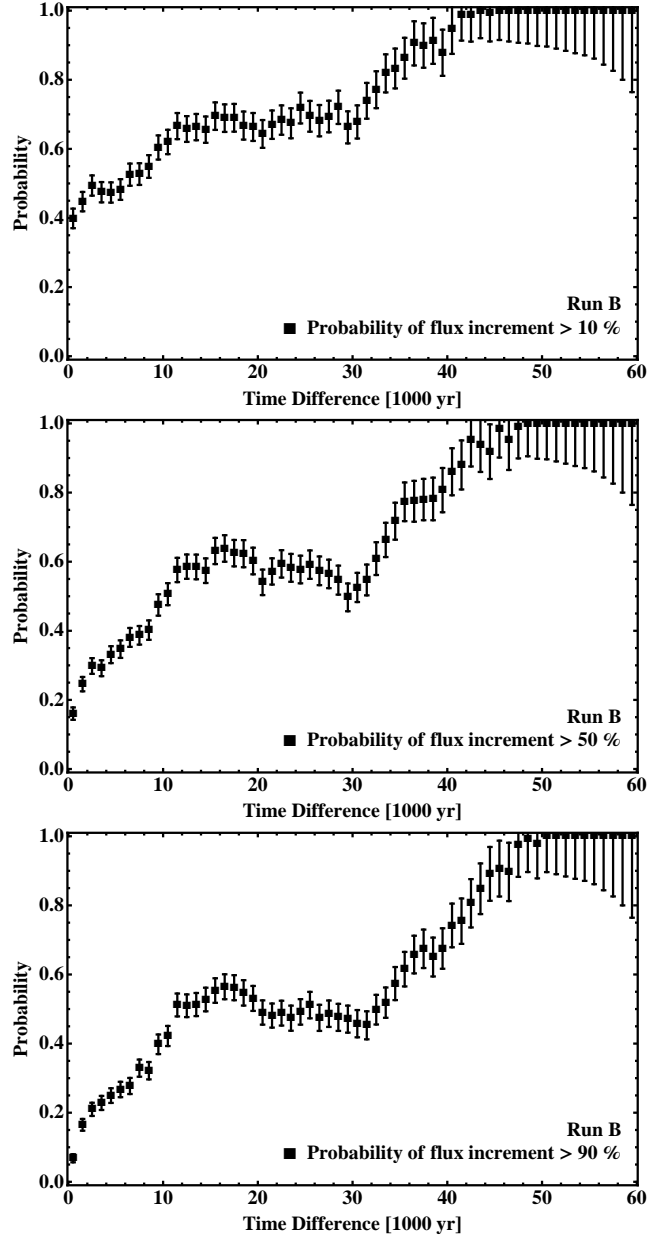 1.0
0.8
0.6
0.4
0.2
0.0
Probability
Run B
Probability of flux increment > 10 %
0 10 20 30 40 50 60
Time Difference [1000 yr]
1.0
0.8
0.6
0.4
0.2
0.0
Probability
Run B
Probability of flux increment > 50 %
0 10 20 30 40 50 60
Time Difference [1000 yr]
1.0
0.8
0.6
0.4
0.2
0.0
Probability
Run B
Probability of flux increment > 90 %
0 10 20 30 40 50 60
Time Difference [1000 yr]